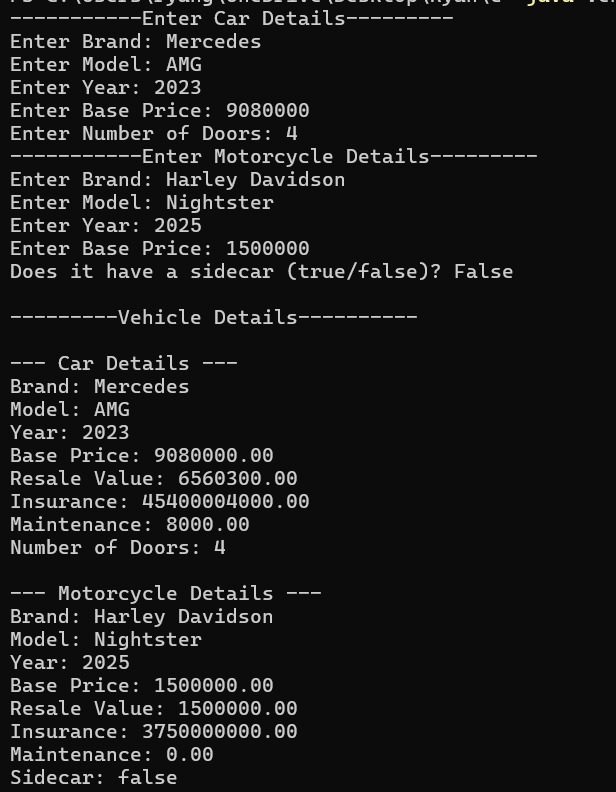 -----------Enter Car Details---------
Enter Brand: Mercedes
Enter Model: AMG
Enter Year: 2023
Enter Base Price: 9080000
Enter Number of Doors: 4
-----------Enter Motorcycle Details---------
Enter Brand: Harley Davidson
Enter Model: Nightster
Enter Year: 2025
Enter Base Price: 1500000
Does it have a sidecar (true/false)? False
---------Vehicle Details----------
--- Car Details ---
Brand: Mercedes
Model: AMG
Year: 2023
Base Price: 9080000.00
Resale Value: 6560300.00
Insurance: 45400004000.00
Maintenance: 8000.00
Number of Doors: 4
--- Motorcycle Details ---
Brand: Harley Davidson
Model: Nightster
Year: 2025
Base Price: 1500000.00
Resale Value: 1500000.00
Insurance: 3750000000.00
Maintenance: 0.00
Sidecar: false